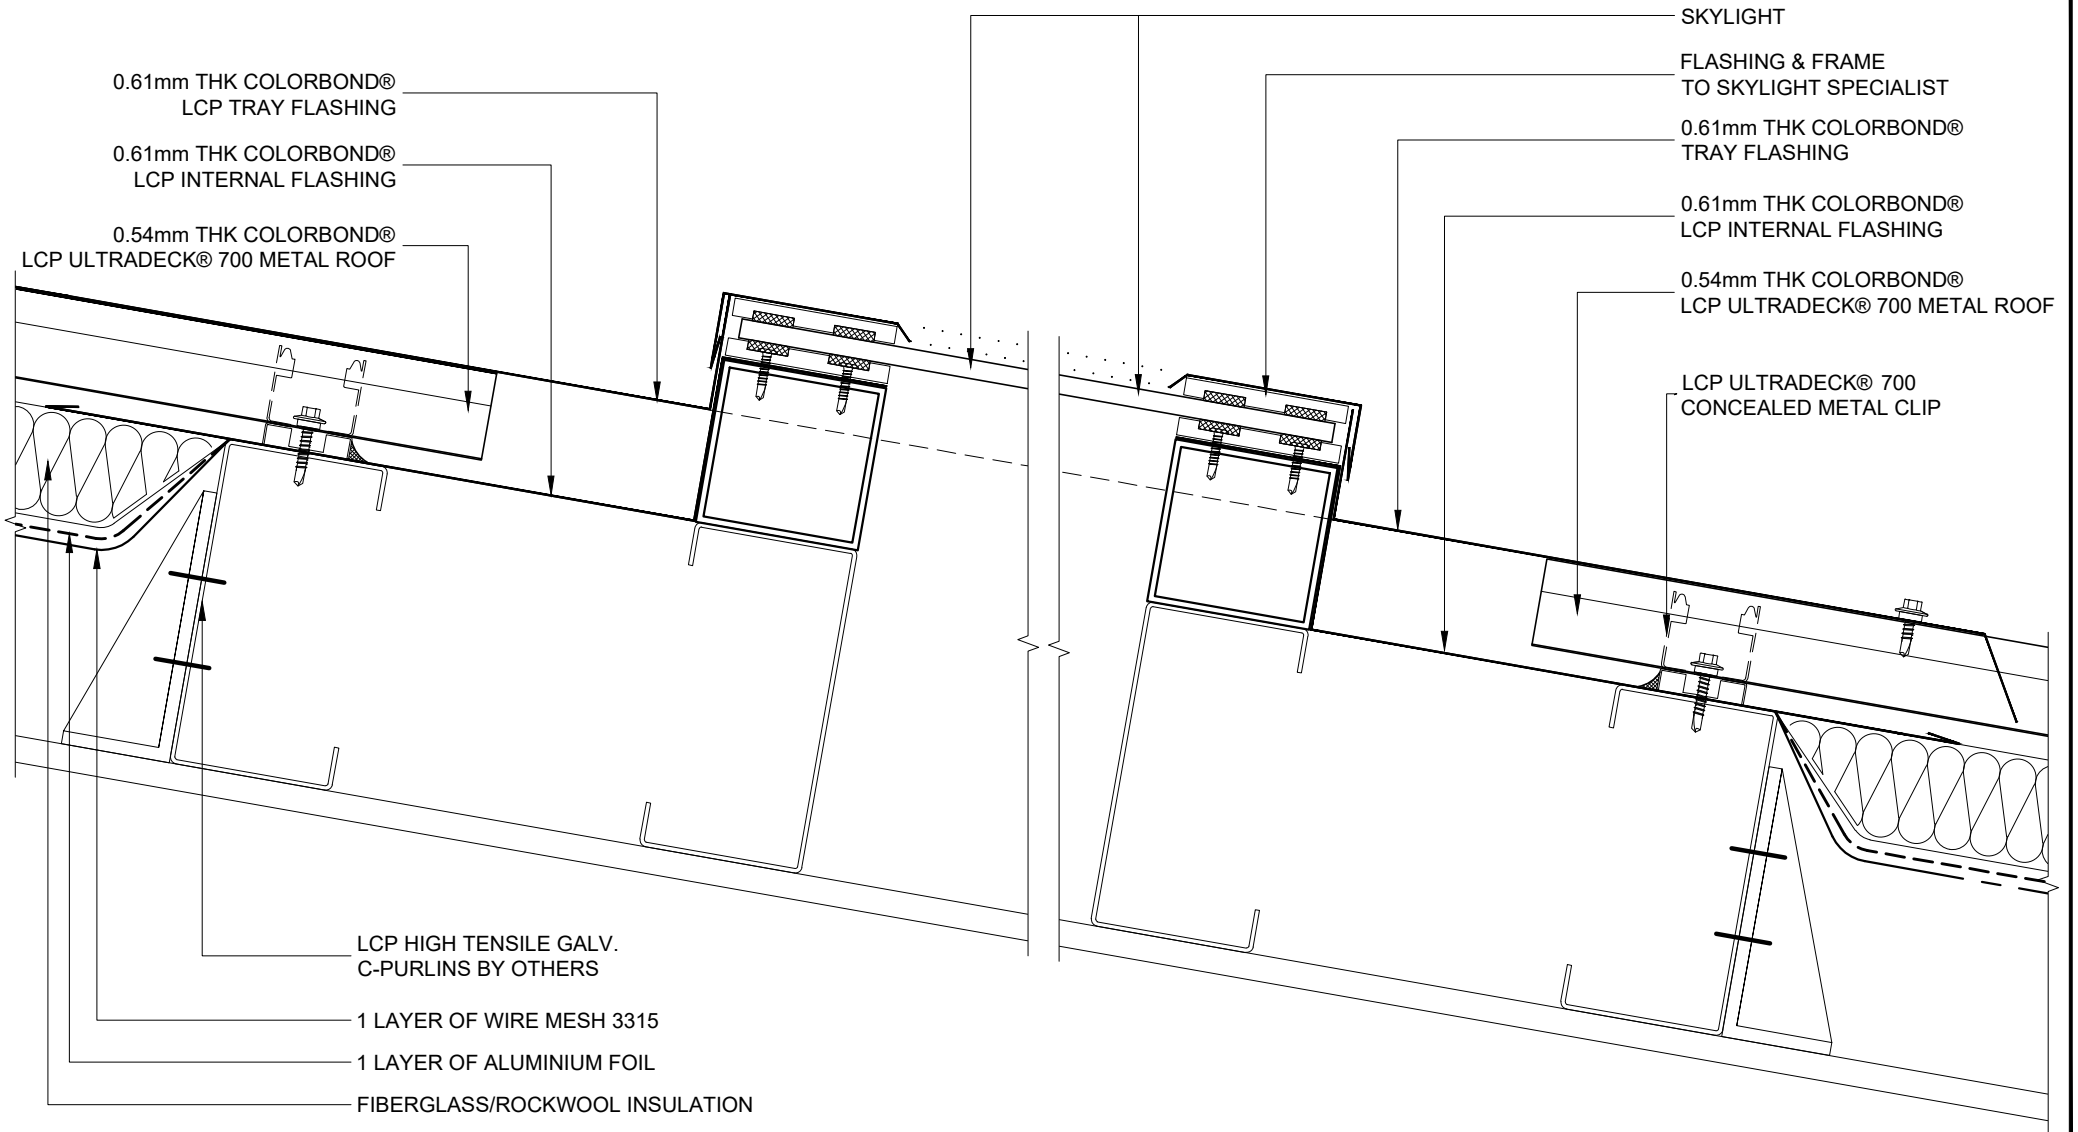 0.61mm THK COLORBOND®
LCP TRAY FLASHING
0.61mm THK COLORBOND®
LCP INTERNAL FLASHING
0.54mm THK COLORBOND®
LCP ULTRADECK® 700 METAL ROOF
SKYLIGHT
FLASHING & FRAME
TO SKYLIGHT SPECIALIST
0.61mm THK COLORBOND®
TRAY FLASHING
0.61mm THK COLORBOND®
LCP INTERNAL FLASHING
0.54mm THK COLORBOND®
LCP ULTRADECK® 700 METAL ROOF
LCP ULTRADECK® 700
CONCEALED METAL CLIP
LCP HIGH TENSILE GALV.
C-PURLINS BY OTHERS
1 LAYER OF WIRE MESH 3315
1 LAYER OF ALUMINIUM FOIL
FIBERGLASS/ROCKWOOL INSULATION